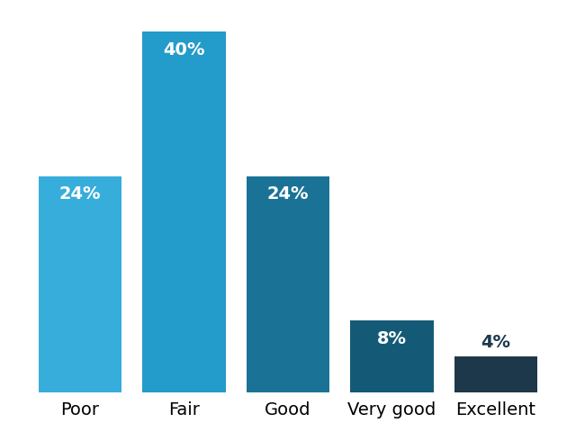 40%
24%
24%
8%
4%
Poor
Fair
Good
Very good
Excellent